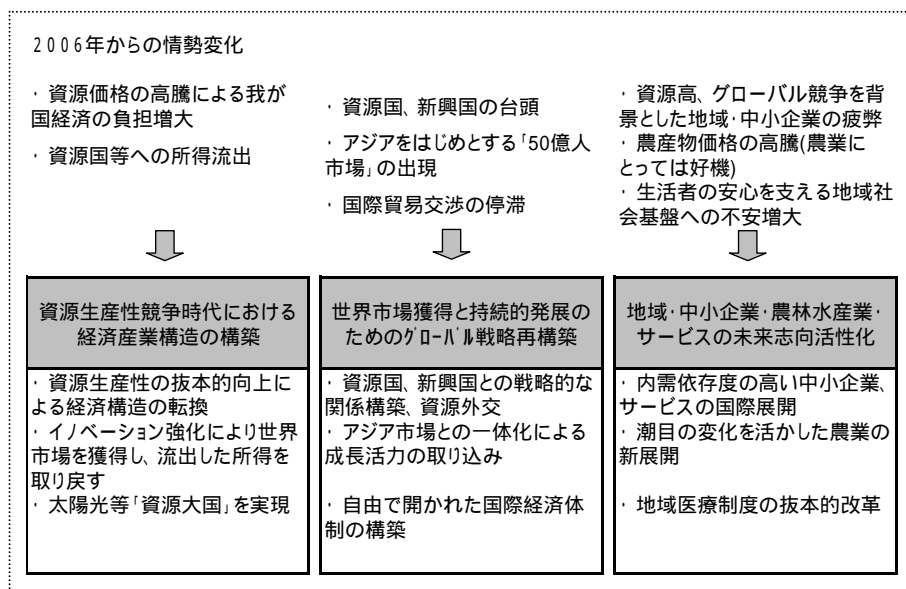 2006年からの情勢変化
· 資源価格の高騰による我が
国経済の負担増大
· 資源国等への所得流出
· 資源国、新興国の台頭
· アジアをはじめとする「50億人
市場」の出現
· 国際貿易交渉の停滞
· 資源高、グローバル競争を背
景とした地域·中小企業の疲弊
· 農産物価格の高騰(農業に
とっては好機)
· 生活者の安心を支える地域社
会基盤への不安増大
資源生産性競争時代における
経済産業構造の構築
· 資源生産性の抜本的向上に
よる経済構造の転換
· イノベーション強化により世界
市場を獲得し、流出した所得を
取り戻す
· 太陽光等「資源大国」を実現
世界市場獲得と持続的発展の
ためのグローバル戦略再構築
· 資源国、新興国との戦略的な
関係構築、資源外交
· アジア市場との一体化による
成長活力の取り込み
· 自由で開かれた国際経済体
制の構築
地域·中小企業·農林水産業·
サービスの未来志向活性化
· 内需依存度の高い中小企業、
サービスの国際展開
· 潮目の変化を活かした農業の
新展開
· 地域医療制度の抜本的改革